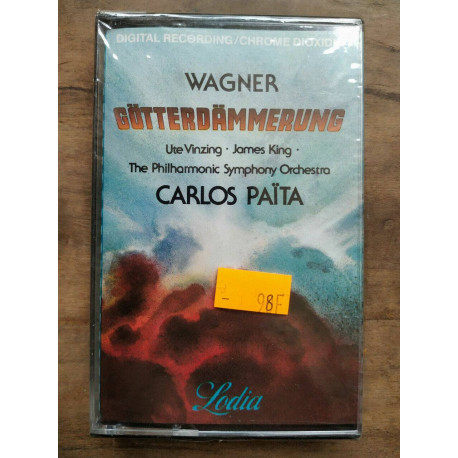 DIGITAL RECORDING/CHROME DIOXIDE
WAGNER
GÖTTERDÄMMERUNG
Ute Vinzing · James King ·
The Philharmonic Symphony Orchestra
CARLOS PAÏTA
98F
Lodia